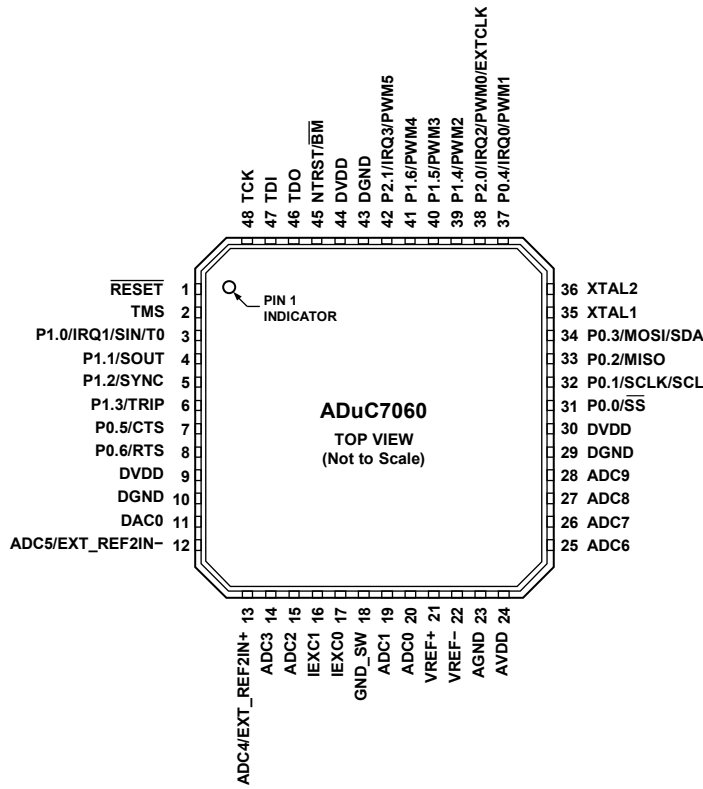 48 TCK
47 TDI
46 TDO
45 NTRST/B̅M̅
44 DVDD
43 DGND
42 P2.1/IRQ3/PWM5
41 P1.6/PWM4
40 P1.5/PWM3
39 P1.4/PWM2
38 P2.0/IRQ2/PWM0/EXTCLK
37 P0.4/IRQ0/PWM1
R̅E̅S̅E̅T̅ 1
TMS 2
P1.0/IRQ1/SIN/T0 3
P1.1/SOUT 4
P1.2/SYNC 5
P1.3/TRIP 6
P0.5/CTS 7
P0.6/RTS 8
DVDD 9
DGND 10
DAC0 11
ADC5/EXT_REF2IN− 12
PIN 1
INDICATOR
ADuC7060
TOP VIEW
(Not to Scale)
36 XTAL2
35 XTAL1
34 P0.3/MOSI/SDA
33 P0.2/MISO
32 P0.1/SCLK/SCL
31 P0.0/S̅S̅
30 DVDD
29 DGND
28 ADC9
27 ADC8
26 ADC7
25 ADC6
ADC4/EXT_REF2IN+ 13
ADC3 14
ADC2 15
IEXC1 16
IEXC0 17
GND_SW 18
ADC1 19
ADC0 20
VREF+ 21
VREF− 22
AGND 23
AVDD 24